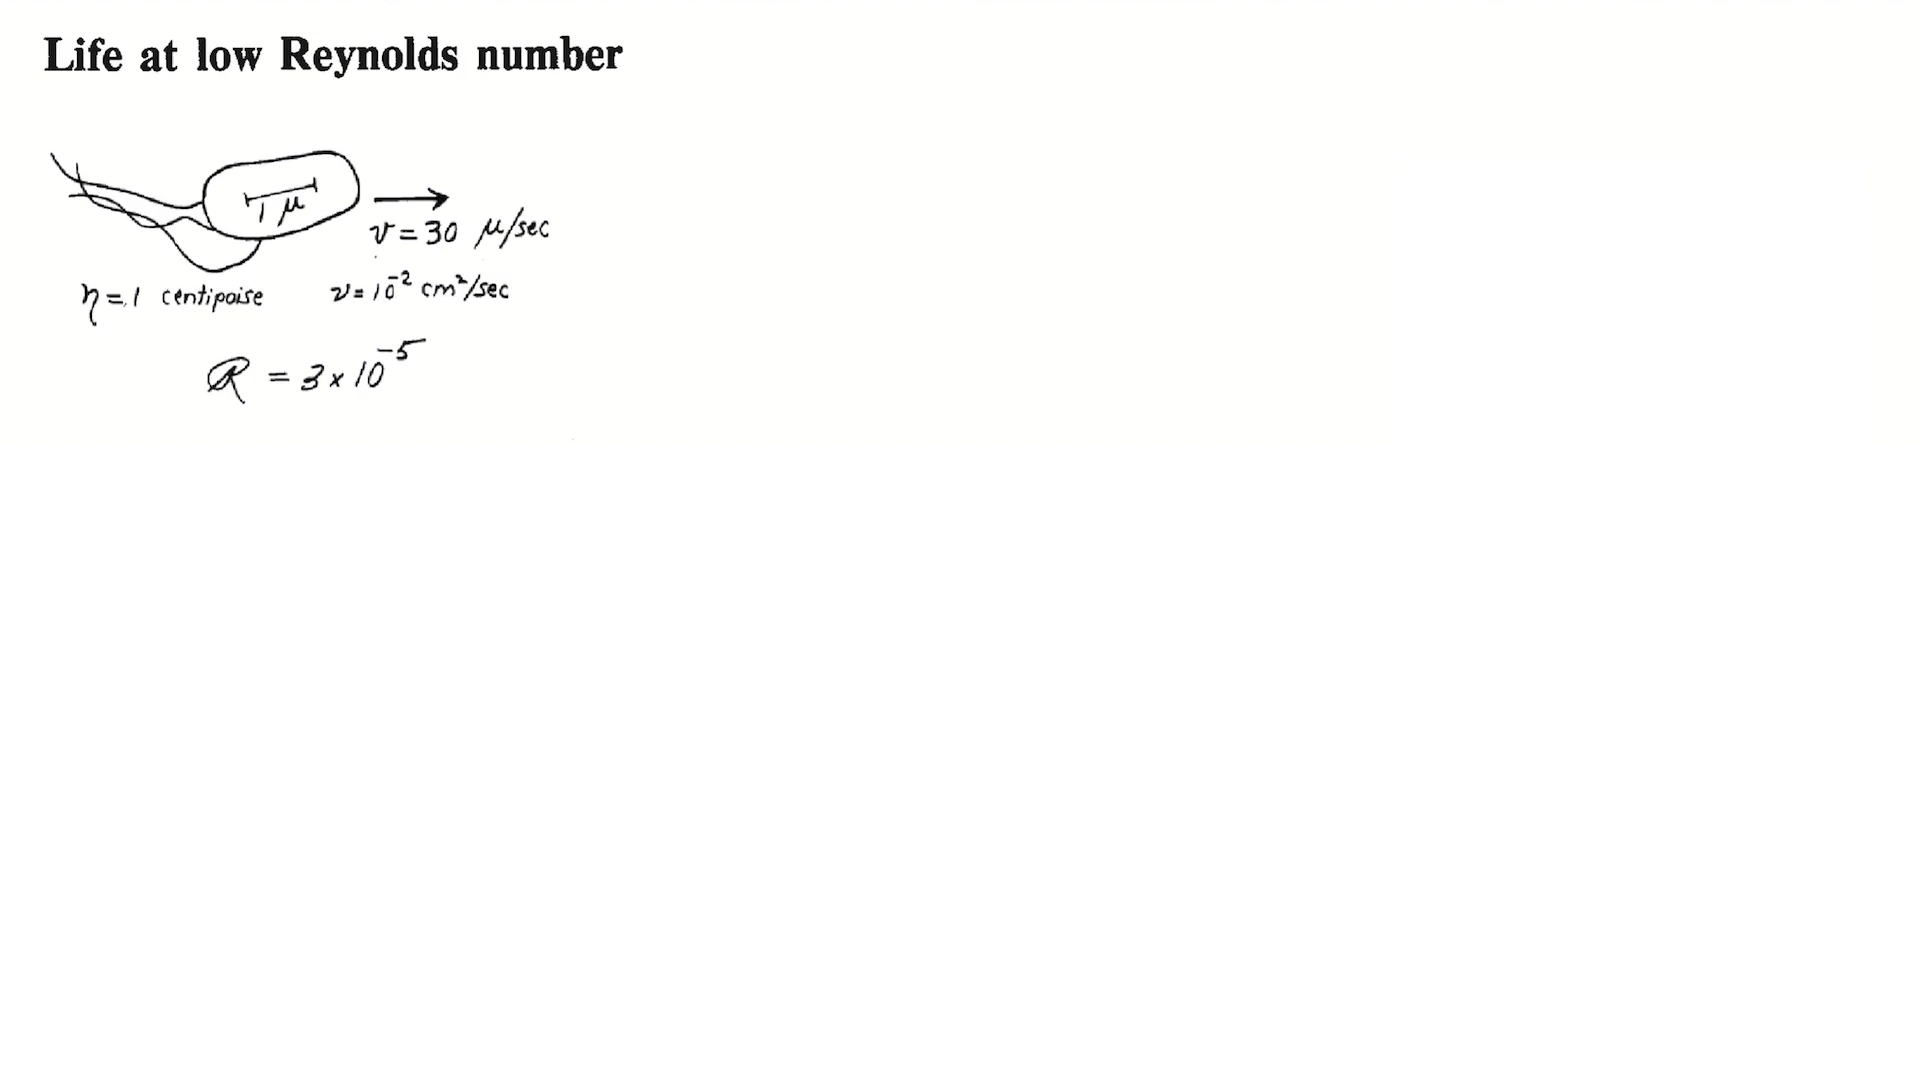 Life at low Reynolds number
1 μ
v = 30 μ/sec
η = 1 centipoise ν = 10⁻² cm²/sec
R = 3 × 10⁻⁵